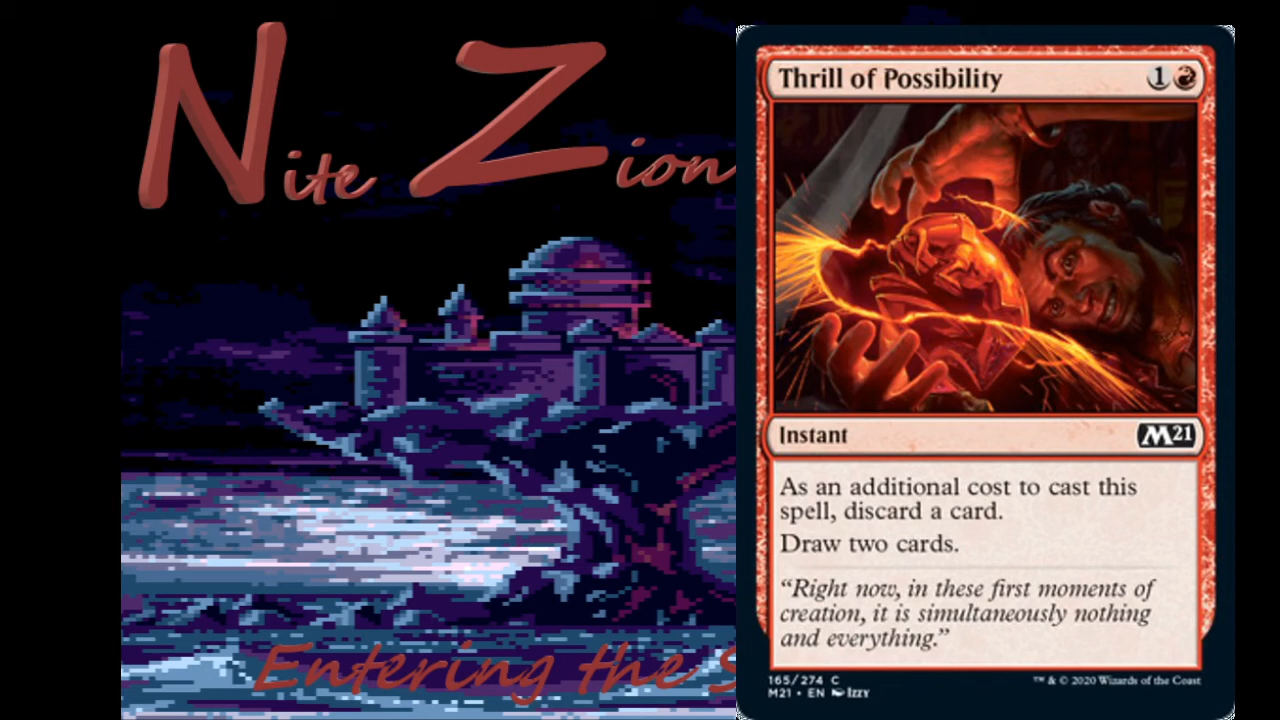 Nite Zion
Entering the
Thrill of Possibility
1
Instant
M21
As an additional cost to cast this
spell, discard a card.
Draw two cards.
“Right now, in these first moments of
creation, it is simultaneously nothing
and everything.”
165/274 C
M21 • EN Izzy
™ & © 2020 Wizards of the Coast